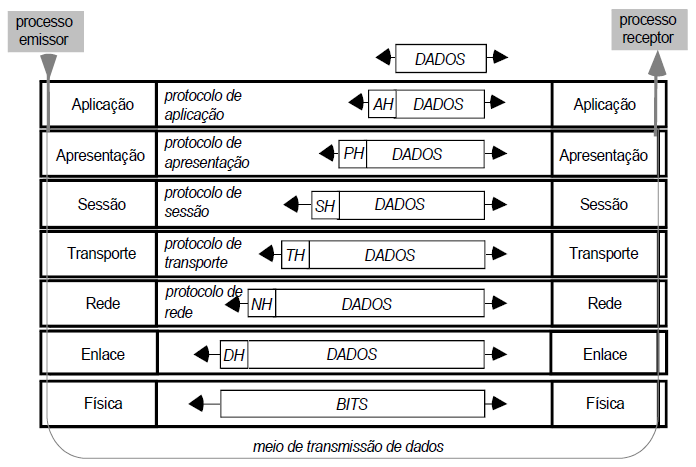 processo
emissor
processo
receptor
DADOS
Aplicação
protocolo de
aplicação
AH
DADOS
Aplicação
Apresentação
protocolo de
apresentação
PH
DADOS
Apresentação
Sessão
protocolo de
sessão
SH
DADOS
Sessão
Transporte
protocolo de
transporte
TH
DADOS
Transporte
Rede
protocolo de
rede
NH
DADOS
Rede
Enlace
DH
DADOS
Enlace
Física
BITS
Física
meio de transmissão de dados